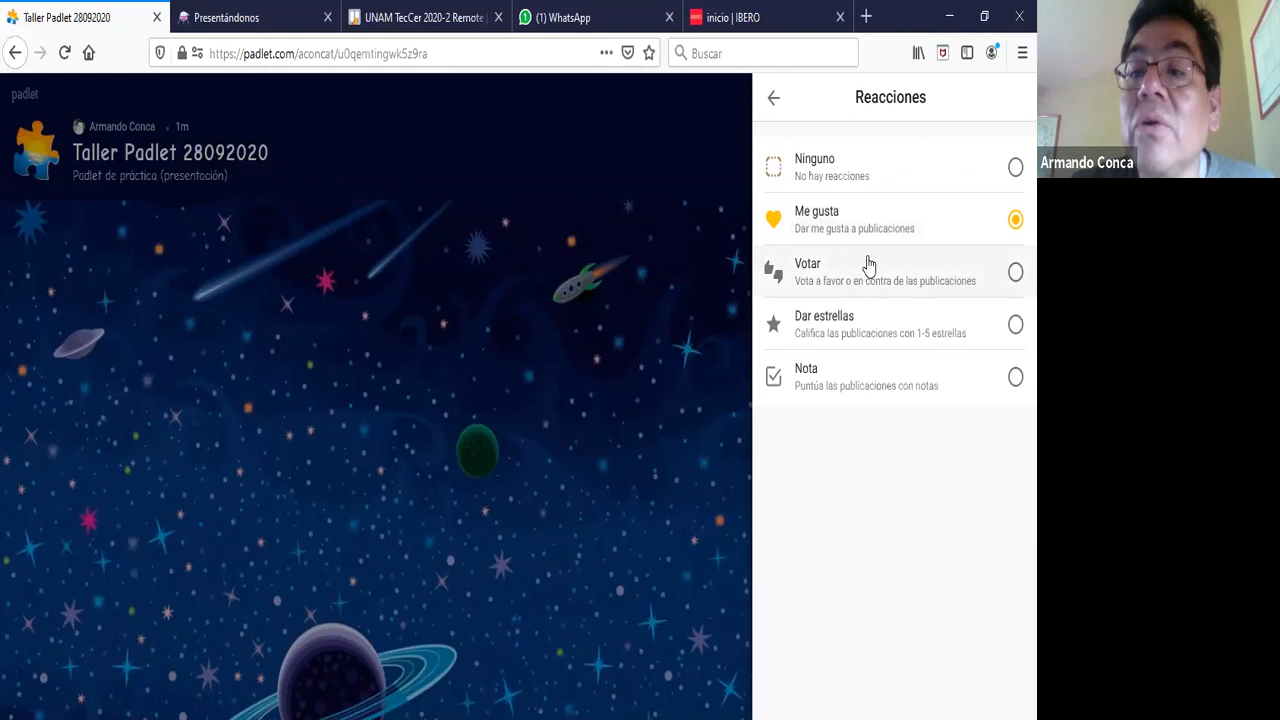 Taller Padlet 28092020
Presentándonos
UNAM TecCer 2020-2 Remote
(1) WhatsApp
inicio | IBERO
https://padlet.com/aconcat/u0qemtingwk5z9ra
Buscar
padlet
Armando Conca • 1m
Taller Padlet 28092020
Padlet de práctica (presentación)
Reacciones
Ninguno
No hay reacciones
Me gusta
Dar me gusta a publicaciones
Votar
Vota a favor o en contra de las publicaciones
Dar estrellas
Califica las publicaciones con 1-5 estrellas
Nota
Puntúa las publicaciones con notas
Armando Conca